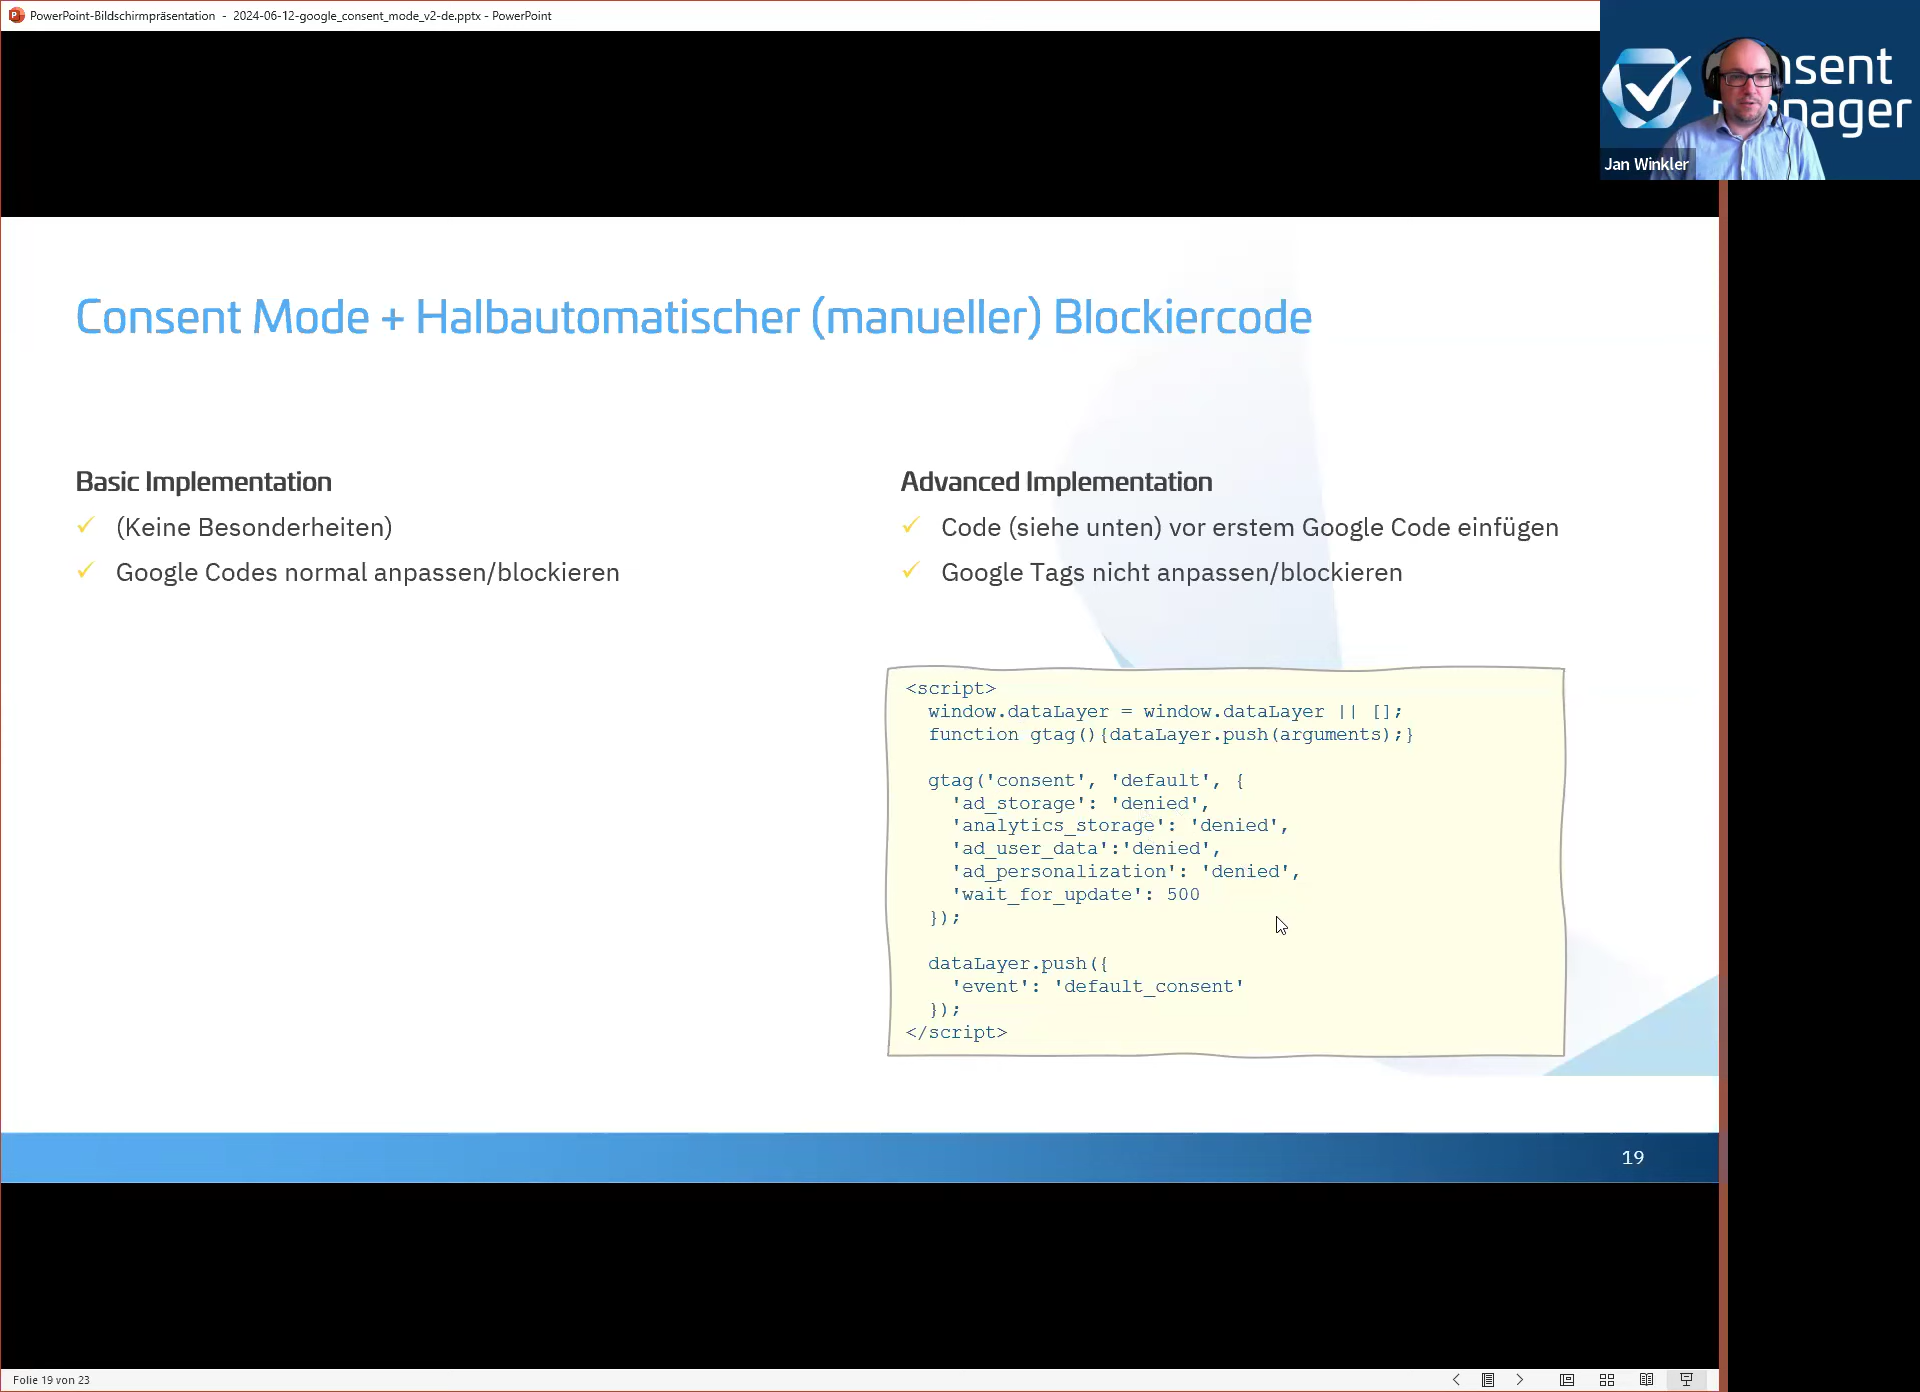 PowerPoint-Bildschirmpräsentation - 2024-06-12-google_consent_mode_v2-de.pptx - PowerPoint
nsent
nager
Jan Winkler
Consent Mode + Halbautomatischer (manueller) Blockiercode
Basic Implementation
(Keine Besonderheiten)
Google Codes normal anpassen/blockieren
Advanced Implementation
Code (siehe unten) vor erstem Google Code einfügen
Google Tags nicht anpassen/blockieren
<script>
window.dataLayer = window.dataLayer || [];
function gtag(){dataLayer.push(arguments);}
gtag('consent', 'default', {
'ad_storage': 'denied',
'analytics_storage': 'denied',
'ad_user_data':'denied',
'ad_personalization': 'denied',
'wait_for_update': 500
});
dataLayer.push({
'event': 'default_consent'
});
</script>
19
Folie 19 von 23